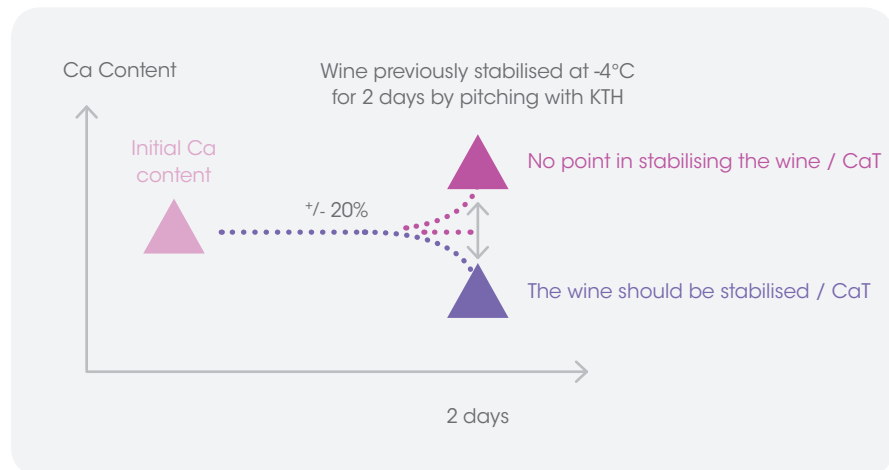 Ca Content
Wine previously stabilised at -4°C
for 2 days by pitching with KTH
Initial Ca
content
No point in stabilising the wine / CaT
+/- 20%
The wine should be stabilised / CaT
2 days